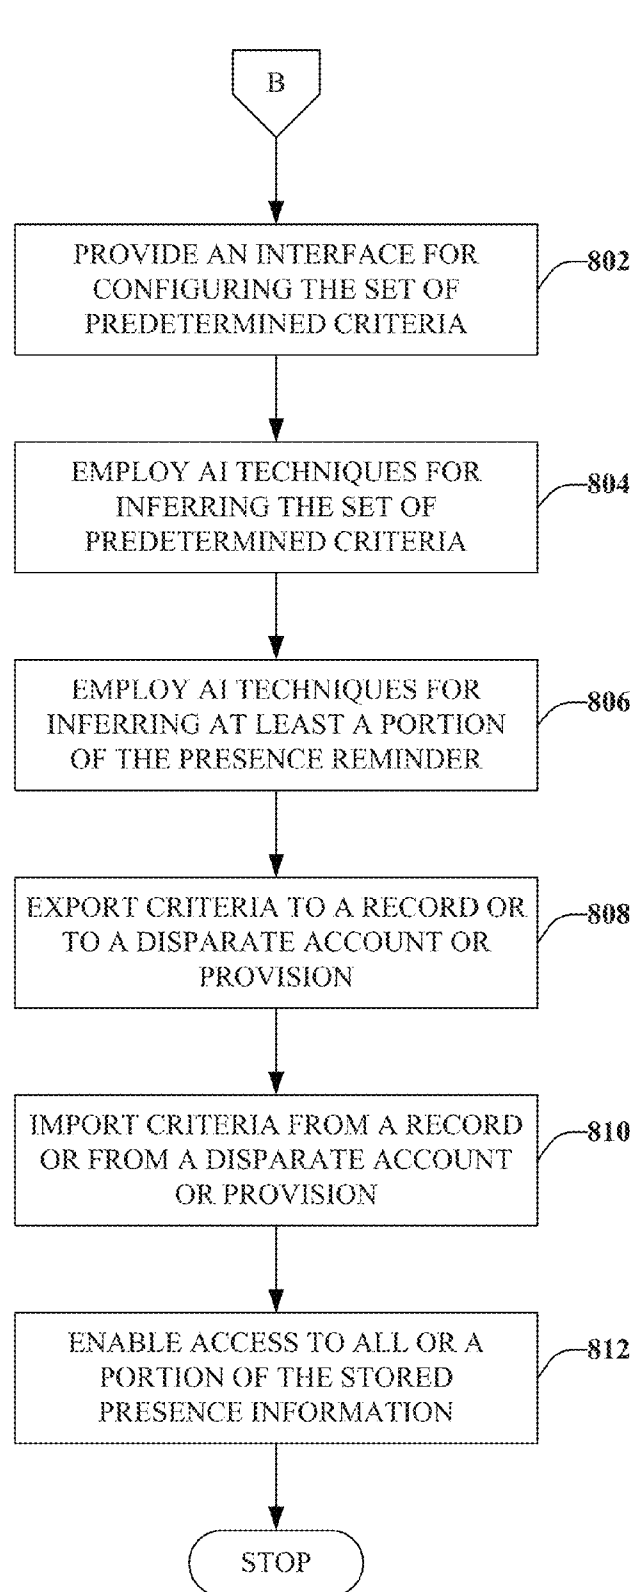 B
PROVIDE AN INTERFACE FOR
CONFIGURING THE SET OF
PREDETERMINED CRITERIA
802
EMPLOY AI TECHNIQUES FOR
INFERRING THE SET OF
PREDETERMINED CRITERIA
804
EMPLOY AI TECHNIQUES FOR
INFERRING AT LEAST A PORTION
OF THE PRESENCE REMINDER
806
EXPORT CRITERIA TO A RECORD OR
TO A DISPARATE ACCOUNT OR
PROVISION
808
IMPORT CRITERIA FROM A RECORD
OR FROM A DISPARATE ACCOUNT
OR PROVISION
810
ENABLE ACCESS TO ALL OR A
PORTION OF THE STORED
PRESENCE INFORMATION
812
STOP